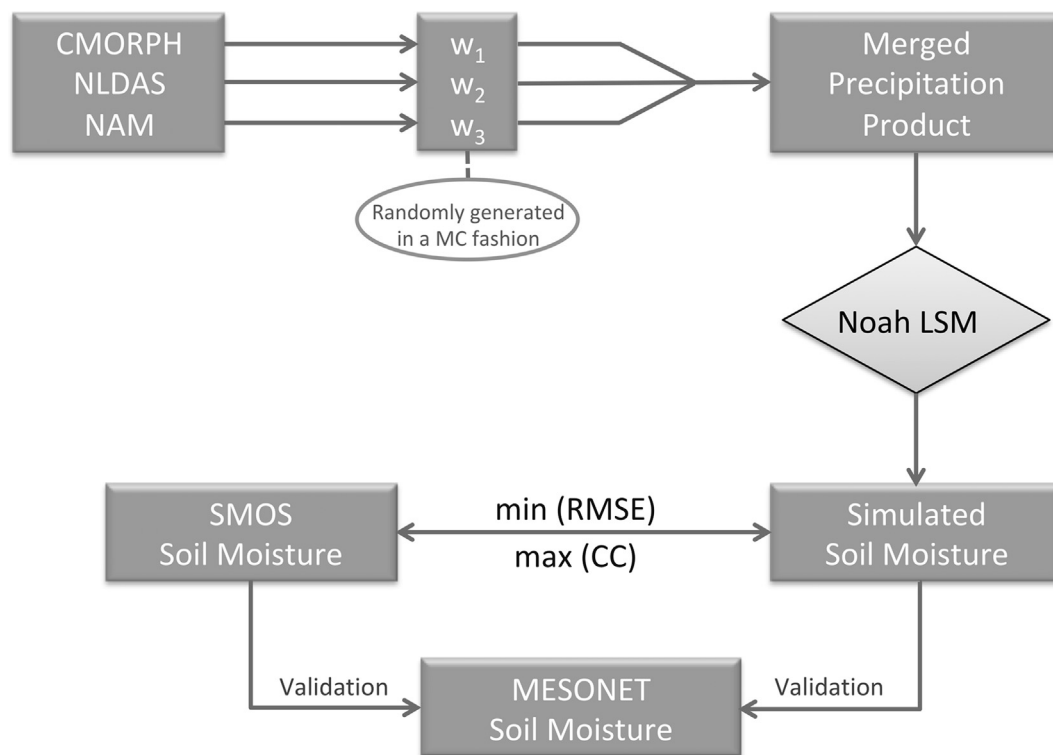 CMORPH
NLDAS
NAM
w1
w2
w3
Merged
Precipitation
Product
Randomly generated
in a MC fashion
Noah LSM
SMOS
Soil Moisture
min (RMSE)
max (CC)
Simulated
Soil Moisture
Validation
MESONET
Soil Moisture
Validation